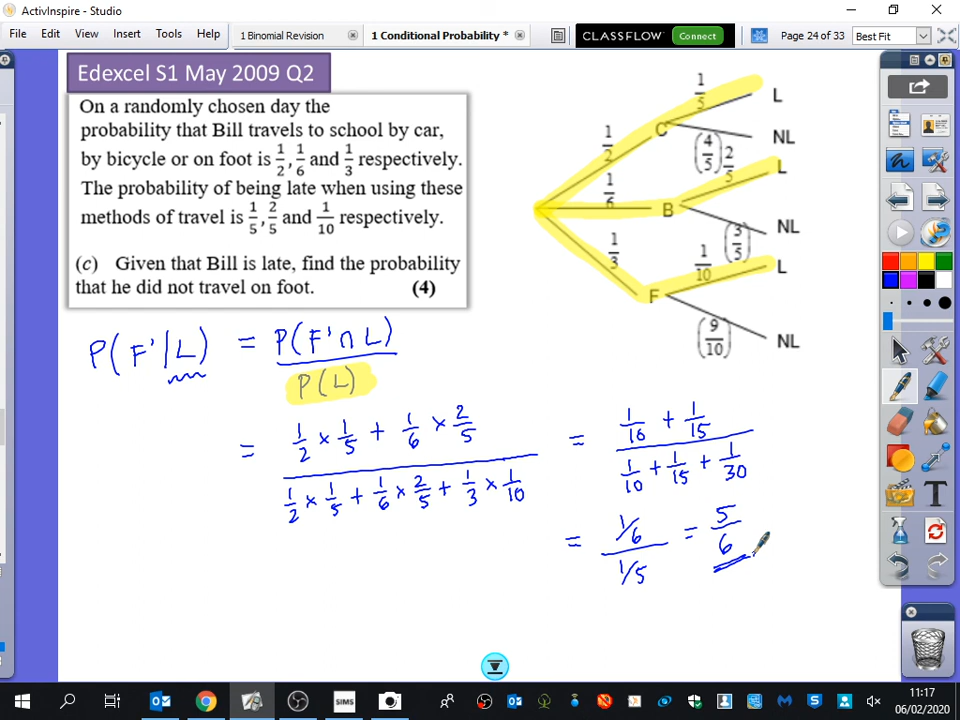 ActivInspire - Studio
File Edit View Insert Tools Help
1 Binomial Revision
1 Conditional Probability *
CLASSFLOW Connect
Page 24 of 33
Best Fit
Edexcel S1 May 2009 Q2
On a randomly chosen day the
probability that Bill travels to school by car,
by bicycle or on foot is 1/2, 1/6 and 1/3 respectively.
The probability of being late when using these
methods of travel is 1/5, 2/5 and 1/10 respectively.
(c) Given that Bill is late, find the probability
that he did not travel on foot. (4)
1/2 C 1/5 L
(4/5) NL
1/6 B 2/5 L
(3/5) NL
1/3 F 1/10 L
(9/10) NL
P(F'|L) = P(F'∩L) / P(L)
= (1/2 × 1/5 + 1/6 × 2/5) / (1/2 × 1/5 + 1/6 × 2/5 + 1/3 × 1/10)
= (1/10 + 1/15) / (1/10 + 1/15 + 1/30)
= (1/6) / (1/5) = 5/6
SIMS
11:17
06/02/2020